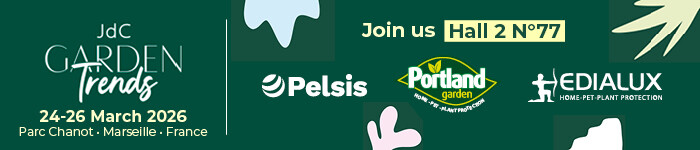 JdC
GARDEN
Trends
24-26 March 2026
Parc Chanot • Marseille • France
Join us Hall 2 N°77
Pelsis
Portland
garden
HOME - PET - PLANT PROTECTION
EDIALUX
HOME-PET-PLANT PROTECTION